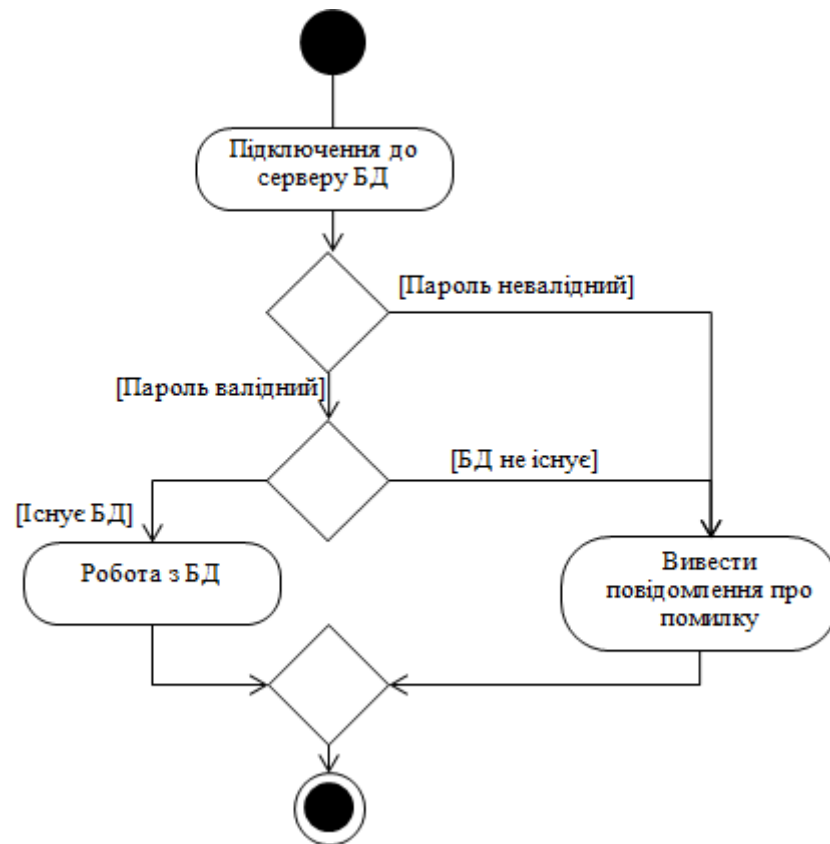 Підключення до
серверу БД
[Пароль невалідний]
[Пароль валідний]
[БД не існує]
[Існує БД]
Робота з БД
Вивести
повідомлення про
помилку